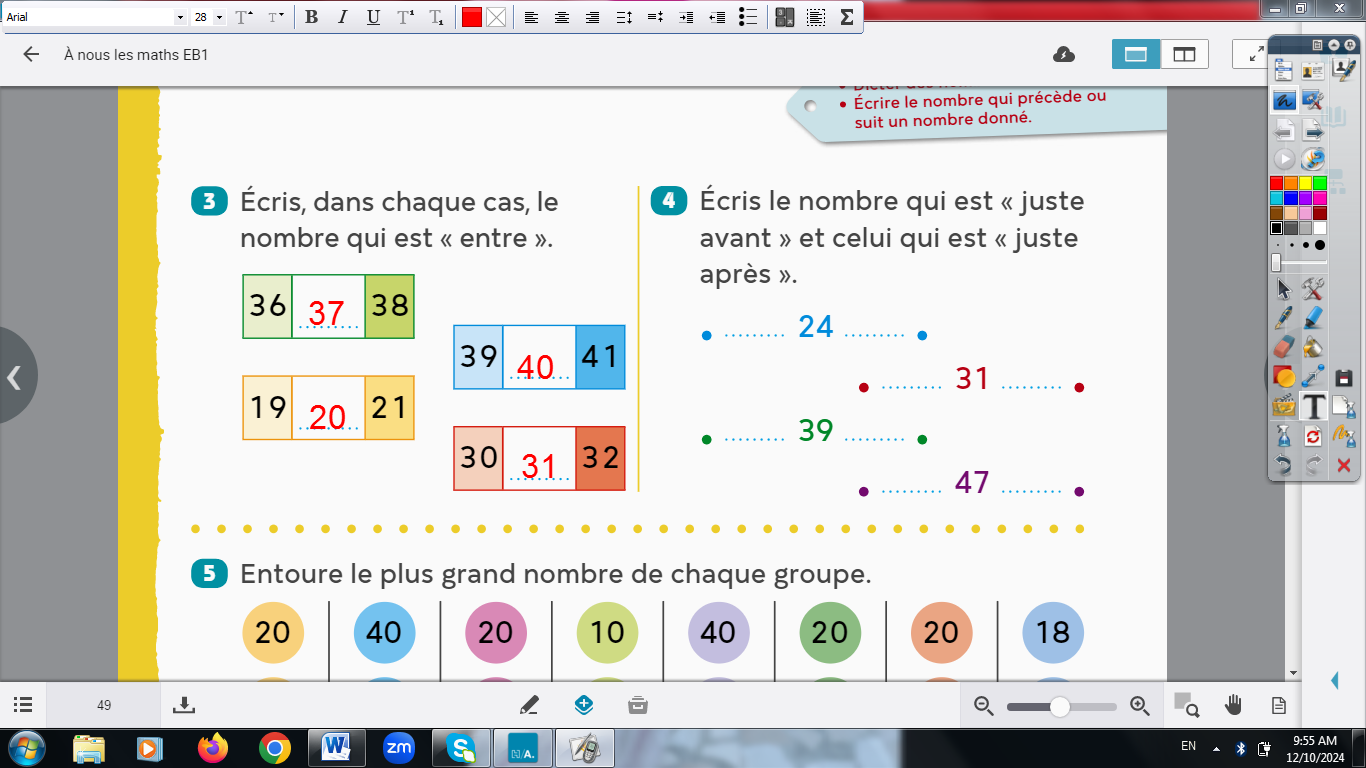 Arial 28 B I U T T Σ
À nous les maths EB1
• Écrire le nombre qui précède ou
suit un nombre donné.
3 Écris, dans chaque cas, le
nombre qui est « entre ».
36 37 38
39 40 41
19 20 21
30 31 32
4 Écris le nombre qui est « juste
avant » et celui qui est « juste
après ».
• ......... 24 ......... •
• ......... 31 ......... •
• ......... 39 ......... •
• ......... 47 ......... •
5 Entoure le plus grand nombre de chaque groupe.
20 40 20 10 40 20 20 18
49
W zm S N/A.
EN 9:55 AM
12/10/2024